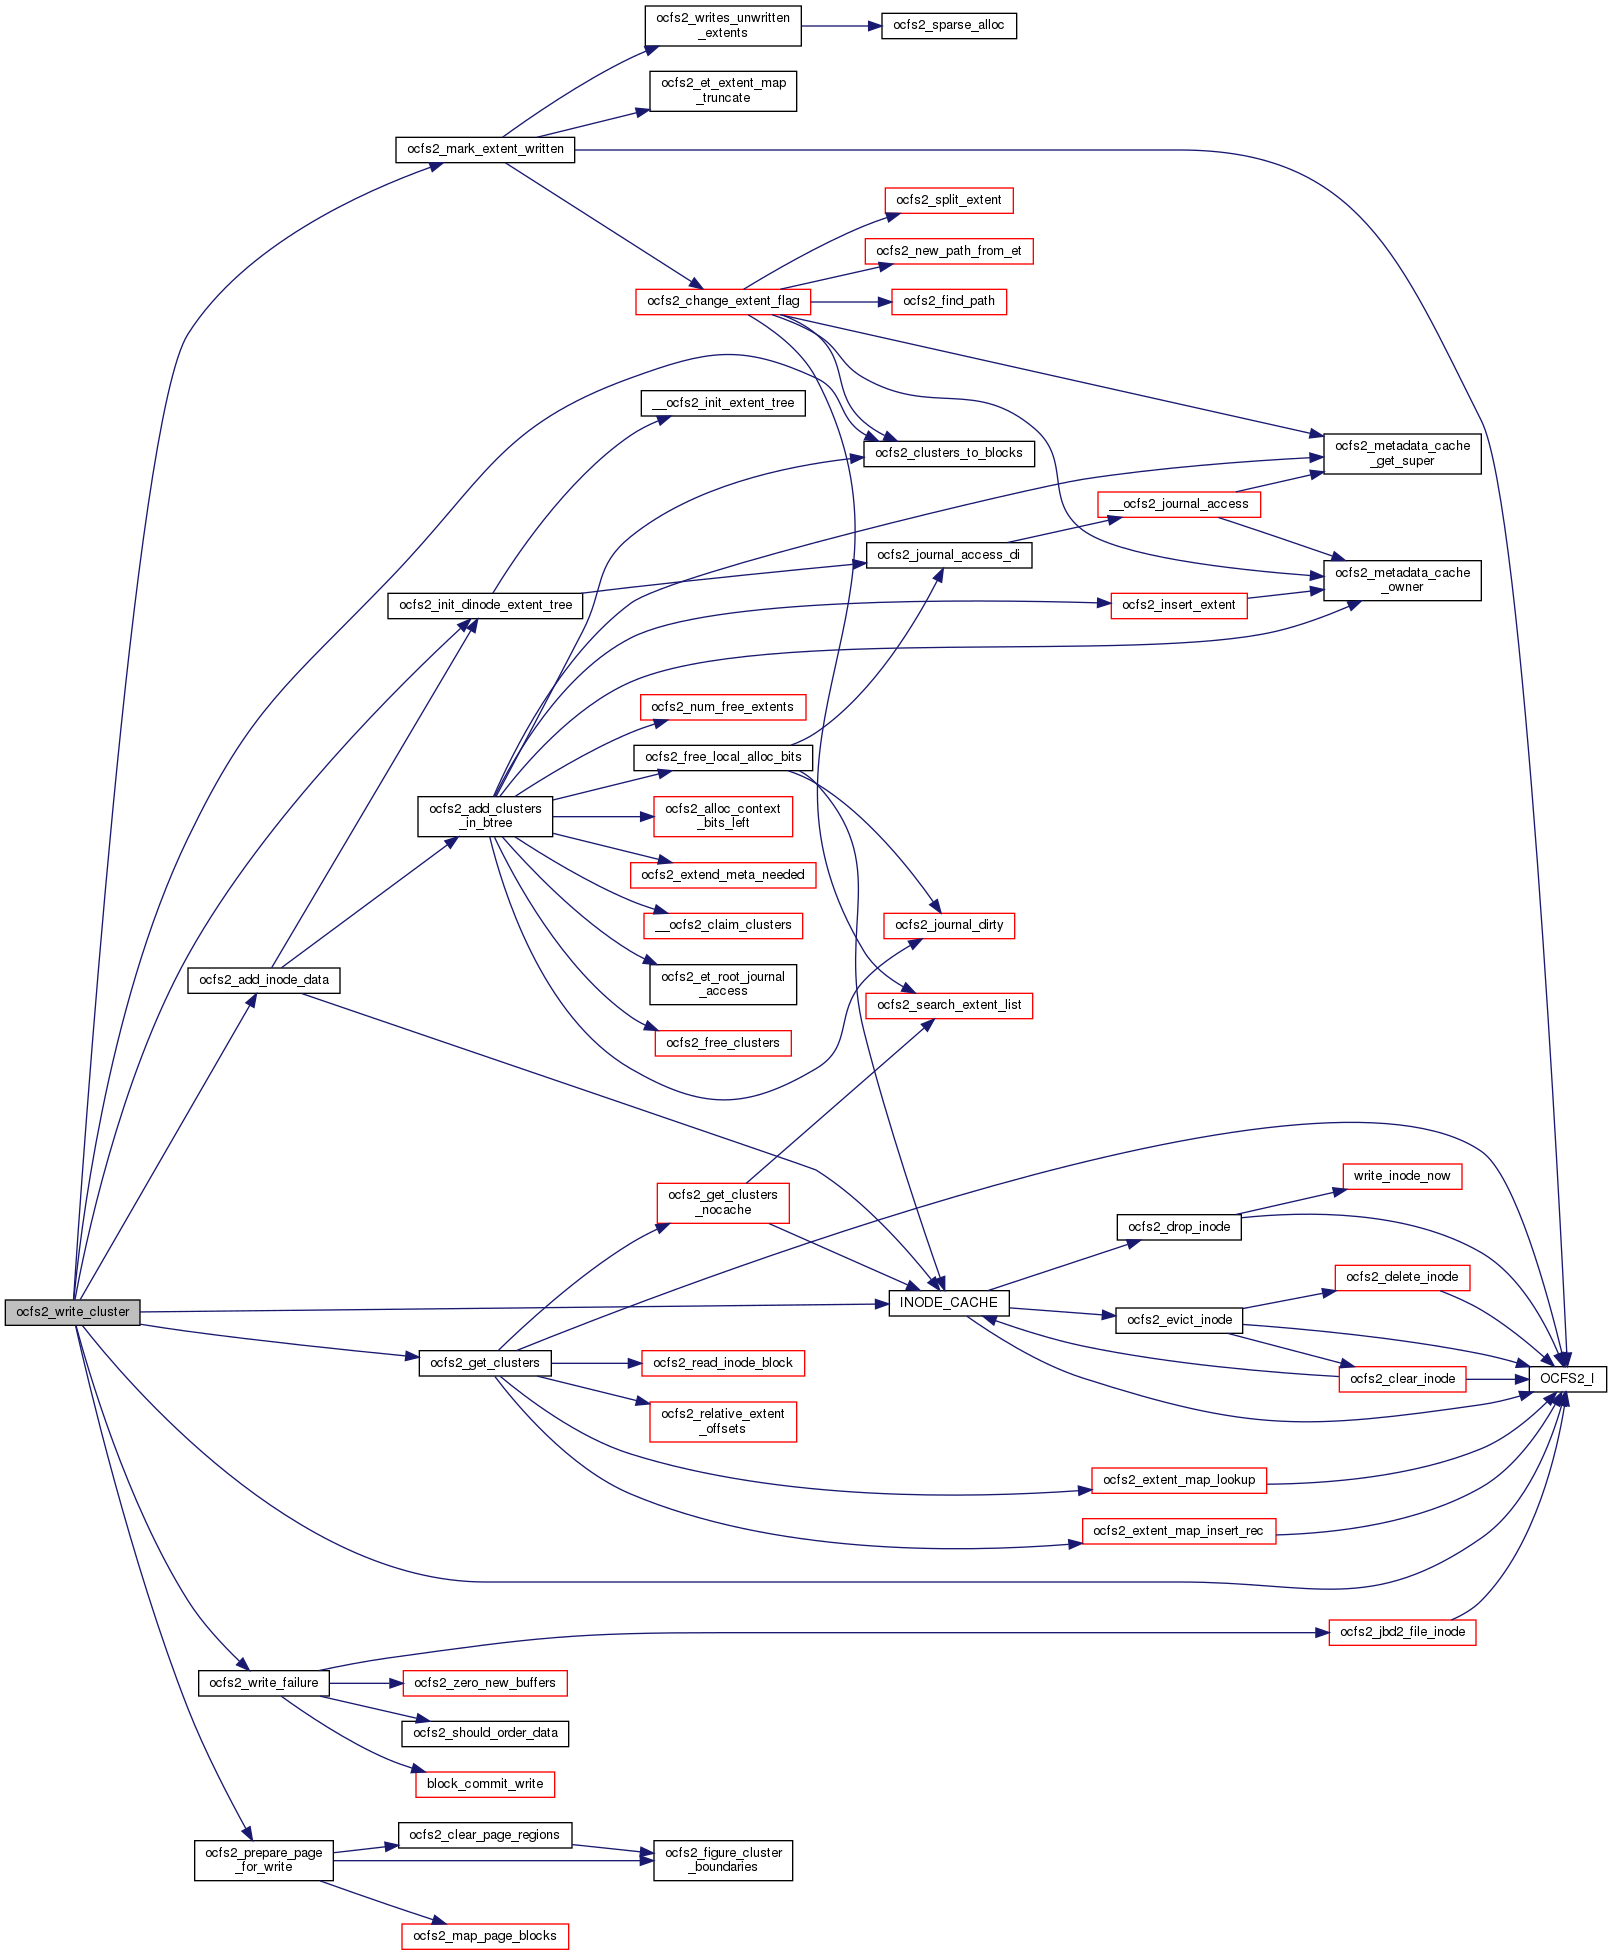 ocfs2_writes_unwritten
_extents
ocfs2_sparse_alloc
ocfs2_et_extent_map
_truncate
ocfs2_mark_extent_written
ocfs2_split_extent
ocfs2_new_path_from_et
ocfs2_change_extent_flag
ocfs2_find_path
__ocfs2_init_extent_tree
ocfs2_clusters_to_blocks
ocfs2_metadata_cache
_get_super
__ocfs2_journal_access
ocfs2_journal_access_di
ocfs2_metadata_cache
_owner
ocfs2_init_dinode_extent_tree
ocfs2_insert_extent
ocfs2_num_free_extents
ocfs2_free_local_alloc_bits
ocfs2_add_clusters
_in_btree
ocfs2_alloc_context
_bits_left
ocfs2_extend_meta_needed
__ocfs2_claim_clusters
ocfs2_journal_dirty
ocfs2_add_inode_data
ocfs2_et_root_journal
_access
ocfs2_search_extent_list
ocfs2_free_clusters
ocfs2_get_clusters
_nocache
write_inode_now
ocfs2_drop_inode
ocfs2_delete_inode
INODE_CACHE
ocfs2_write_cluster
ocfs2_evict_inode
ocfs2_get_clusters
ocfs2_read_inode_block
ocfs2_clear_inode
OCFS2_I
ocfs2_relative_extent
_offsets
ocfs2_extent_map_lookup
ocfs2_extent_map_insert_rec
ocfs2_jbd2_file_inode
ocfs2_write_failure
ocfs2_zero_new_buffers
ocfs2_should_order_data
block_commit_write
ocfs2_clear_page_regions
ocfs2_prepare_page
_for_write
ocfs2_figure_cluster
_boundaries
ocfs2_map_page_blocks